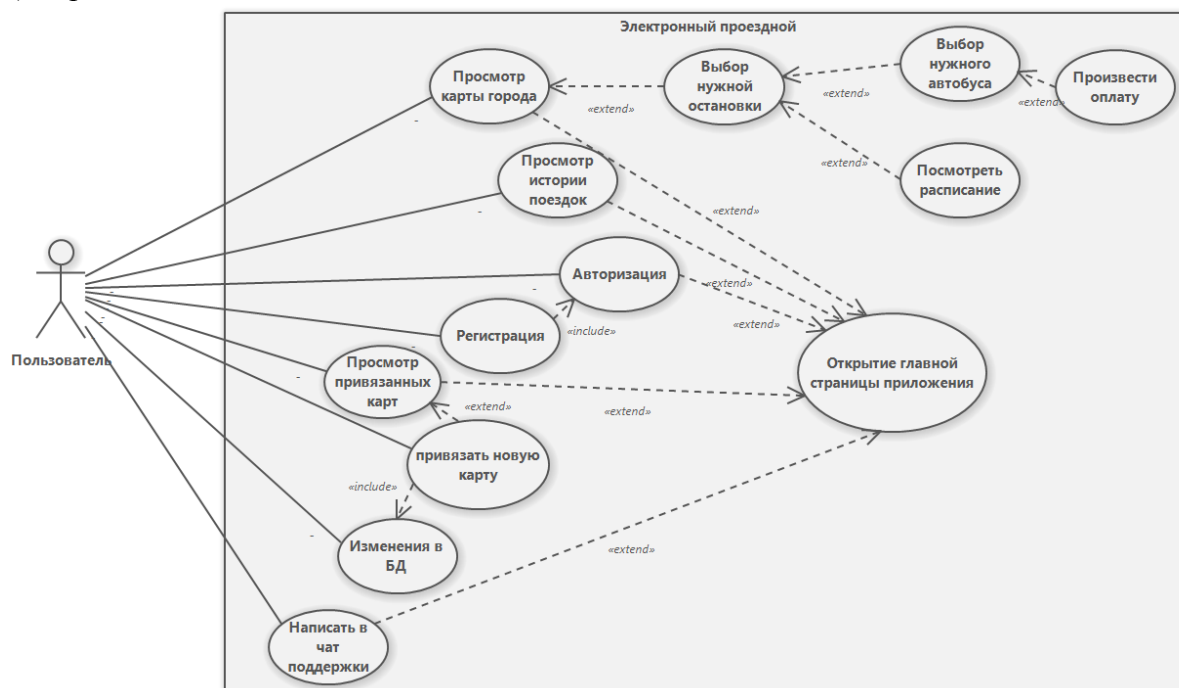 Электронный проездной
Просмотр
карты города
Выбор
нужной
остановки
Выбор
нужного
автобуса
Произвести
оплату
«extend»
«extend»
«extend»
«extend»
Просмотр
истории
поездок
Посмотреть
расписание
«extend»
Авторизация
«extend»
«extend»
Регистрация
«include»
Пользователь
Просмотр
привязанных
карт
Открытие главной
страницы приложения
«extend»
«extend»
привязать новую
карту
«include»
Изменения в
БД
«extend»
Написать в
чат
поддержки